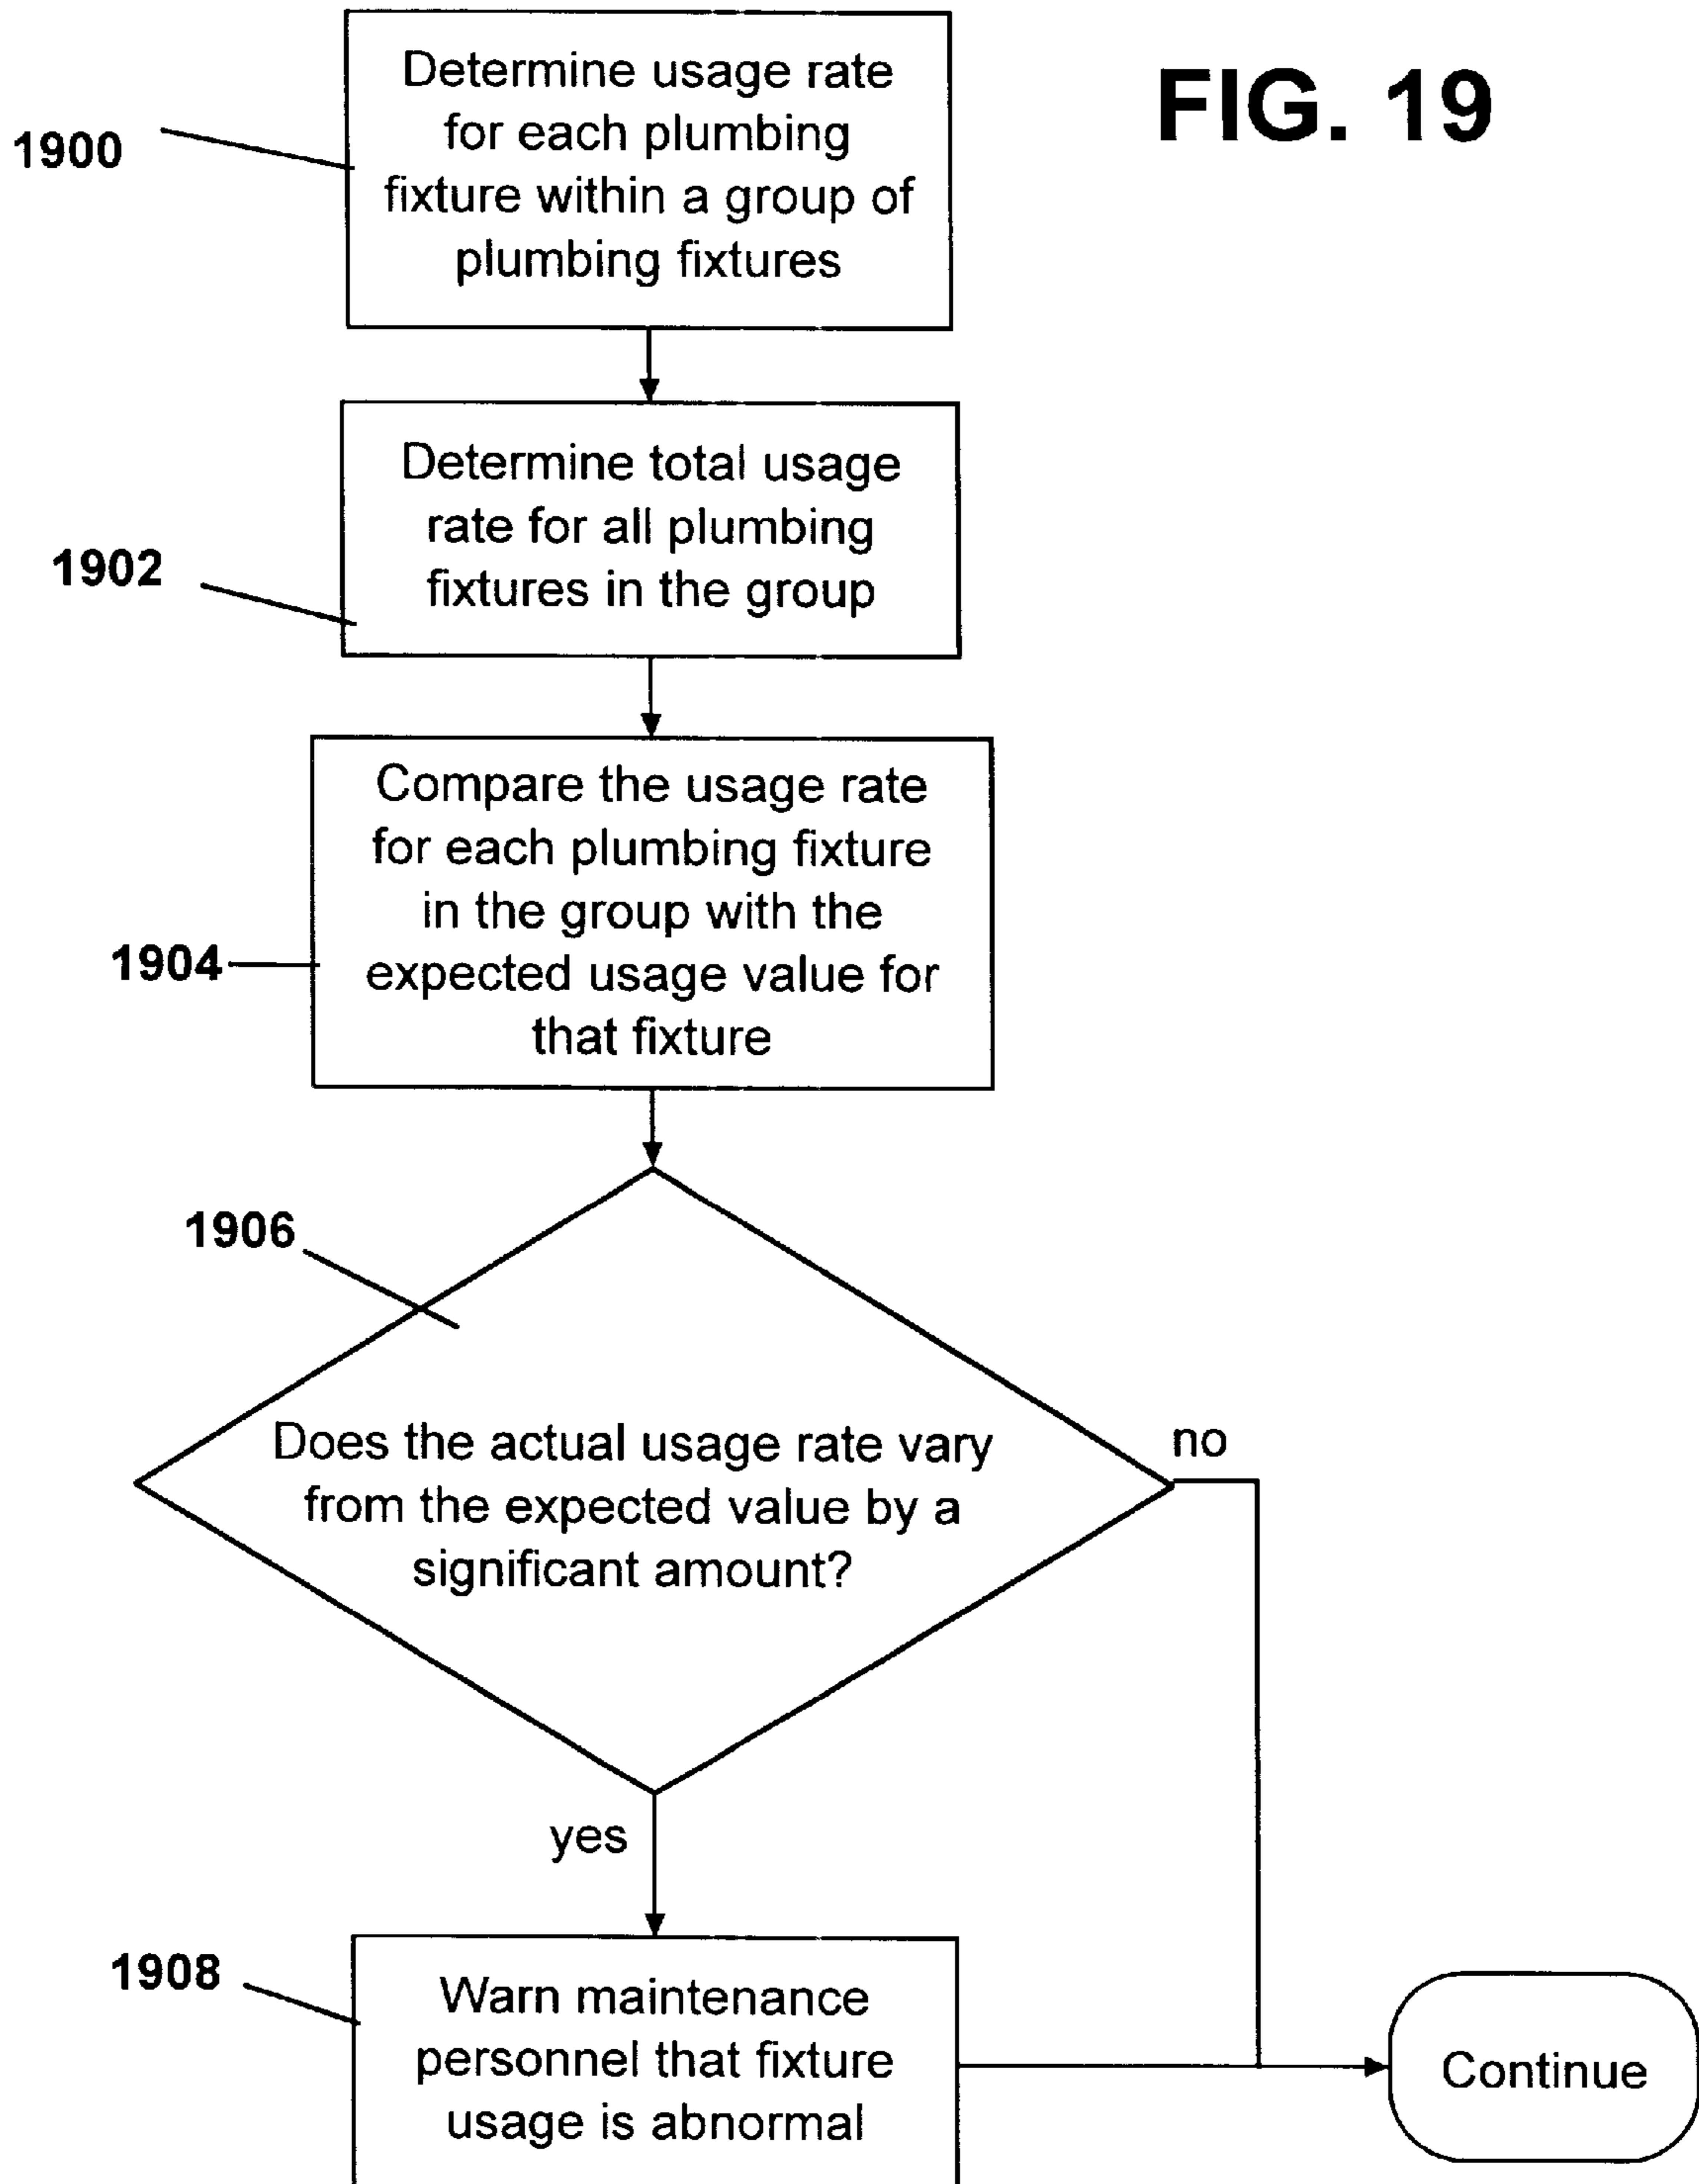 FIG. 19
1900
Determine usage rate
for each plumbing
fixture within a group of
plumbing fixtures
1902
Determine total usage
rate for all plumbing
fixtures in the group
1904
Compare the usage rate
for each plumbing fixture
in the group with the
expected usage value for
that fixture
1906
Does the actual usage rate vary
from the expected value by a
significant amount?
no
yes
1908
Warn maintenance
personnel that fixture
usage is abnormal
Continue